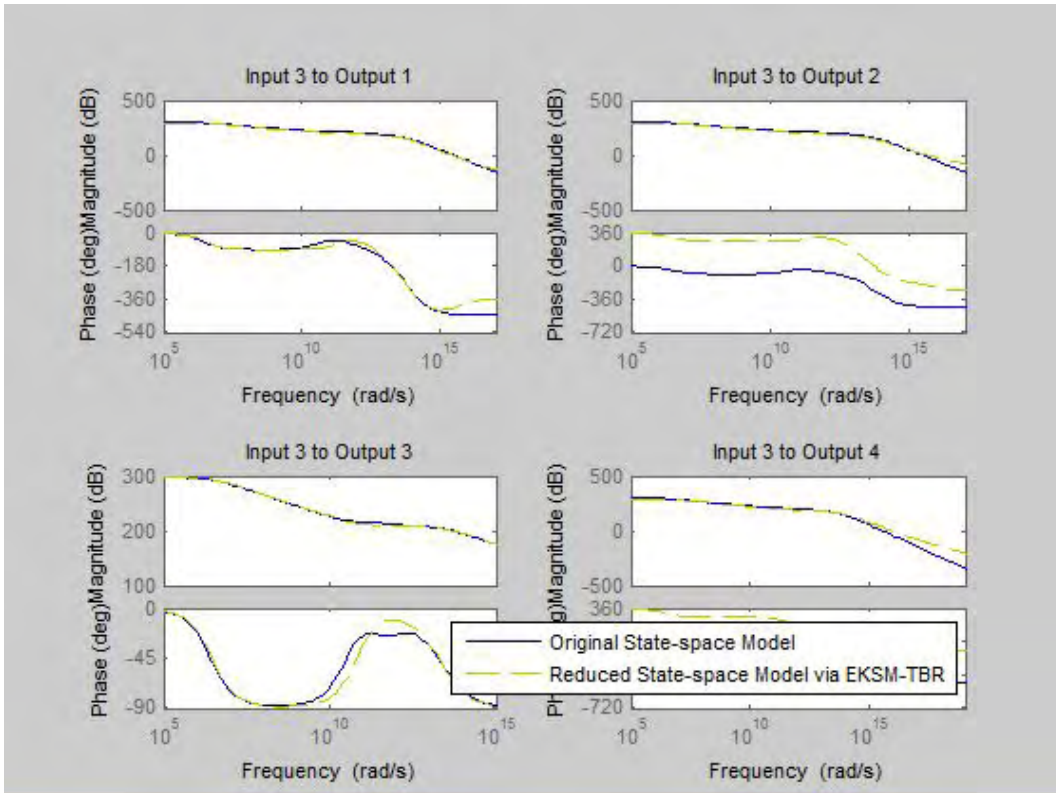 Input 3 to Output 1
Magnitude (dB)
500
0
-500
Phase (deg)
0
-180
-360
-540
10^5
10^10
10^15
Frequency (rad/s)
Input 3 to Output 2
Magnitude (dB)
500
0
-500
Phase (deg)
360
0
-360
-720
10^5
10^10
10^15
Frequency (rad/s)
Input 3 to Output 3
Magnitude (dB)
300
200
100
Phase (deg)
0
-45
-90
10^5
10^10
10^15
Frequency (rad/s)
Input 3 to Output 4
Magnitude (dB)
500
0
-500
360
-720
10^5
10^10
10^15
Frequency (rad/s)
Original State-space Model
Reduced State-space Model via EKSM-TBR